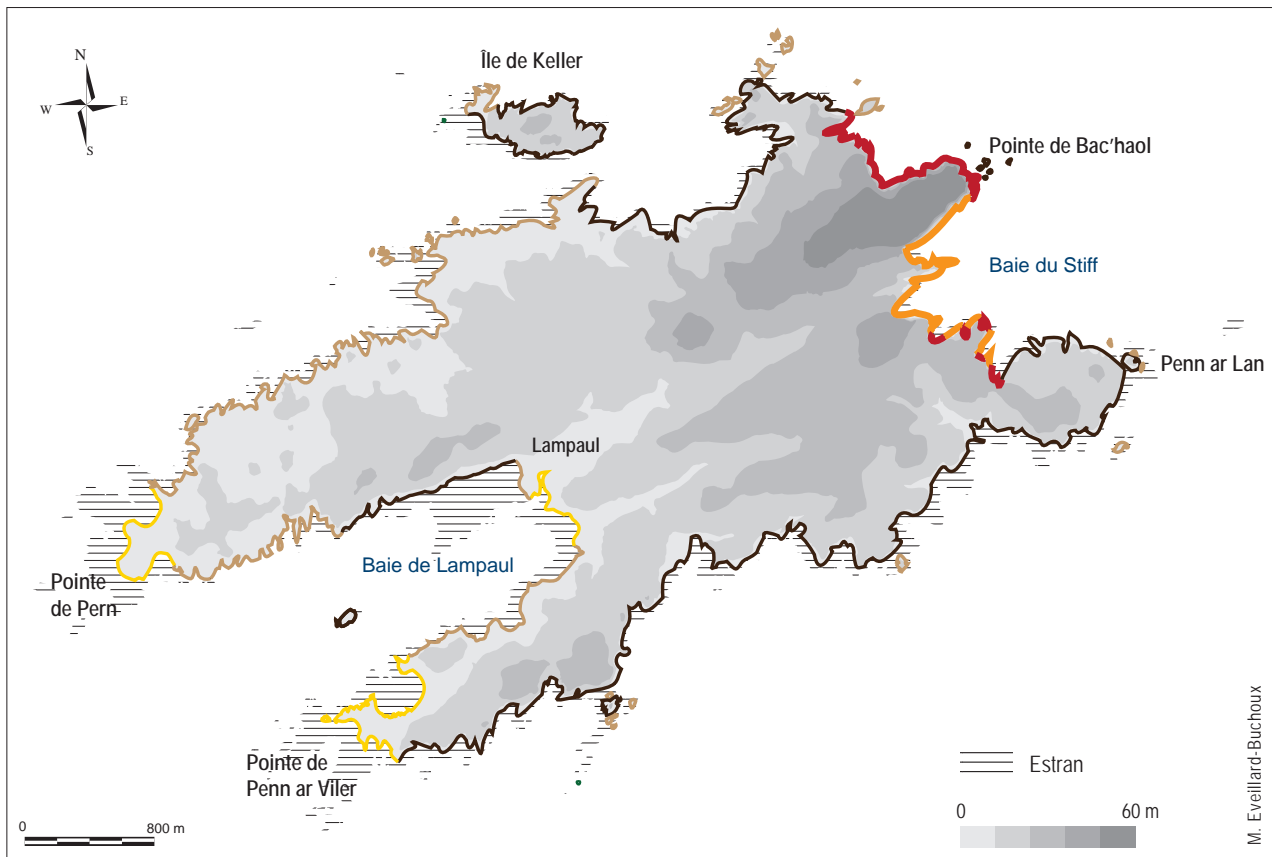 N
W
E
S
Île de Keller
Pointe de Bac'haol
Baie du Stiff
Penn ar Lan
Lampaul
Baie de Lampaul
Pointe
de Pern
Pointe de
Penn ar Viler
Estran
0
800 m
0
60 m
M. Eveillard-Buchoux